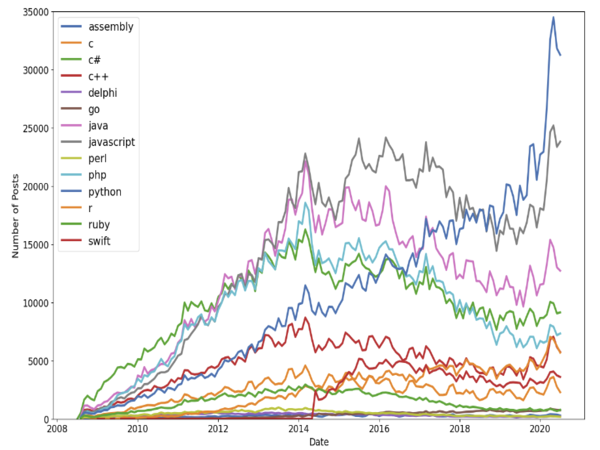 35000
30000
25000
20000
15000
10000
5000
0
Number of Posts
assembly
c
c#
c++
delphi
go
java
javascript
perl
php
python
r
ruby
swift
2008 2010 2012 2014 2016 2018 2020
Date